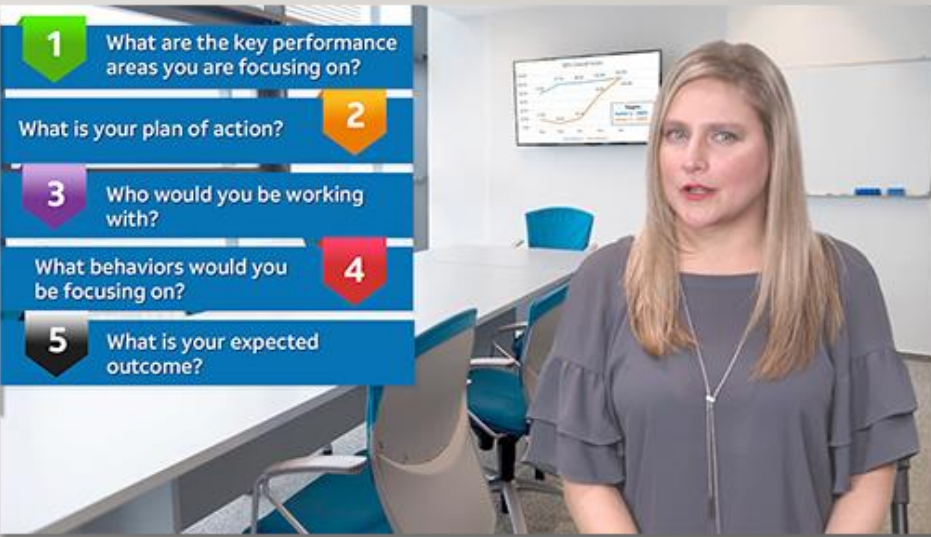 1
What are the key performance
areas you are focusing on?
What is your plan of action?
2
3
Who would you be working
with?
What behaviors would you
be focusing on?
4
5
What is your expected
outcome?